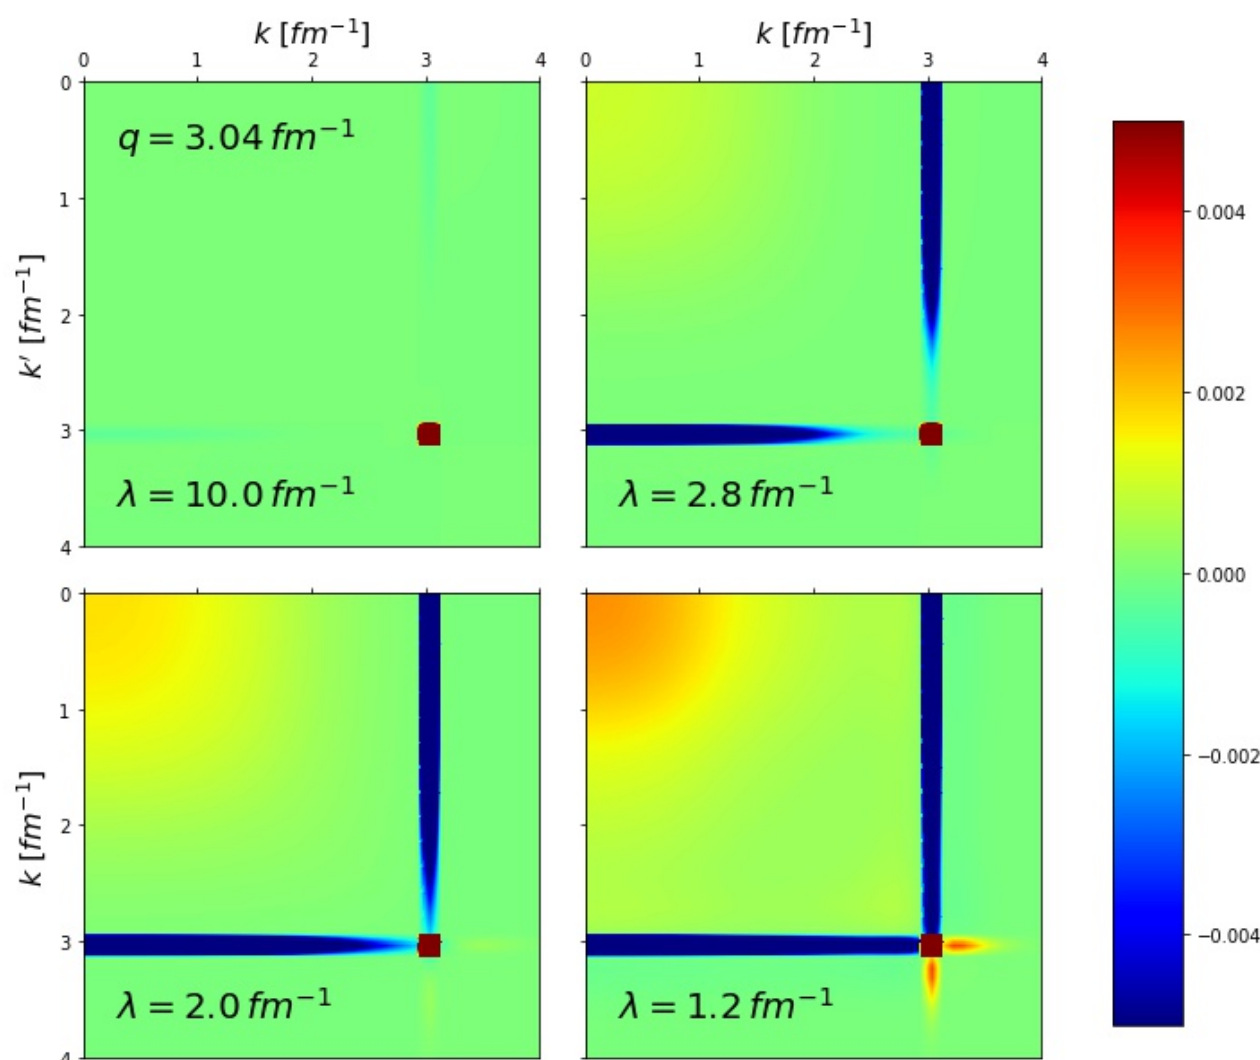 k [fm⁻¹] k [fm⁻¹]
0 1 2 3 4 0 1 2 3 4
0
q = 3.04 fm⁻¹
0.004
1
k′ [fm⁻¹]
2
0.002
3
λ = 10.0 fm⁻¹ λ = 2.8 fm⁻¹
4
0.000
0
1
−0.002
k [fm⁻¹]
2
3
−0.004
λ = 2.0 fm⁻¹ λ = 1.2 fm⁻¹
4